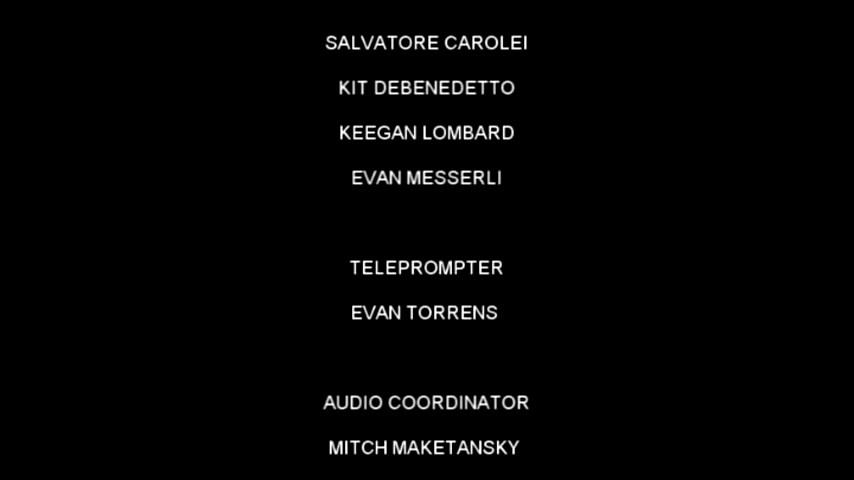 SALVATORE CAROLEI
KIT DEBENEDETTO
KEEGAN LOMBARD
EVAN MESSERLI
TELEPROMPTER
EVAN TORRENS
AUDIO COORDINATOR
MITCH MAKETANSKY